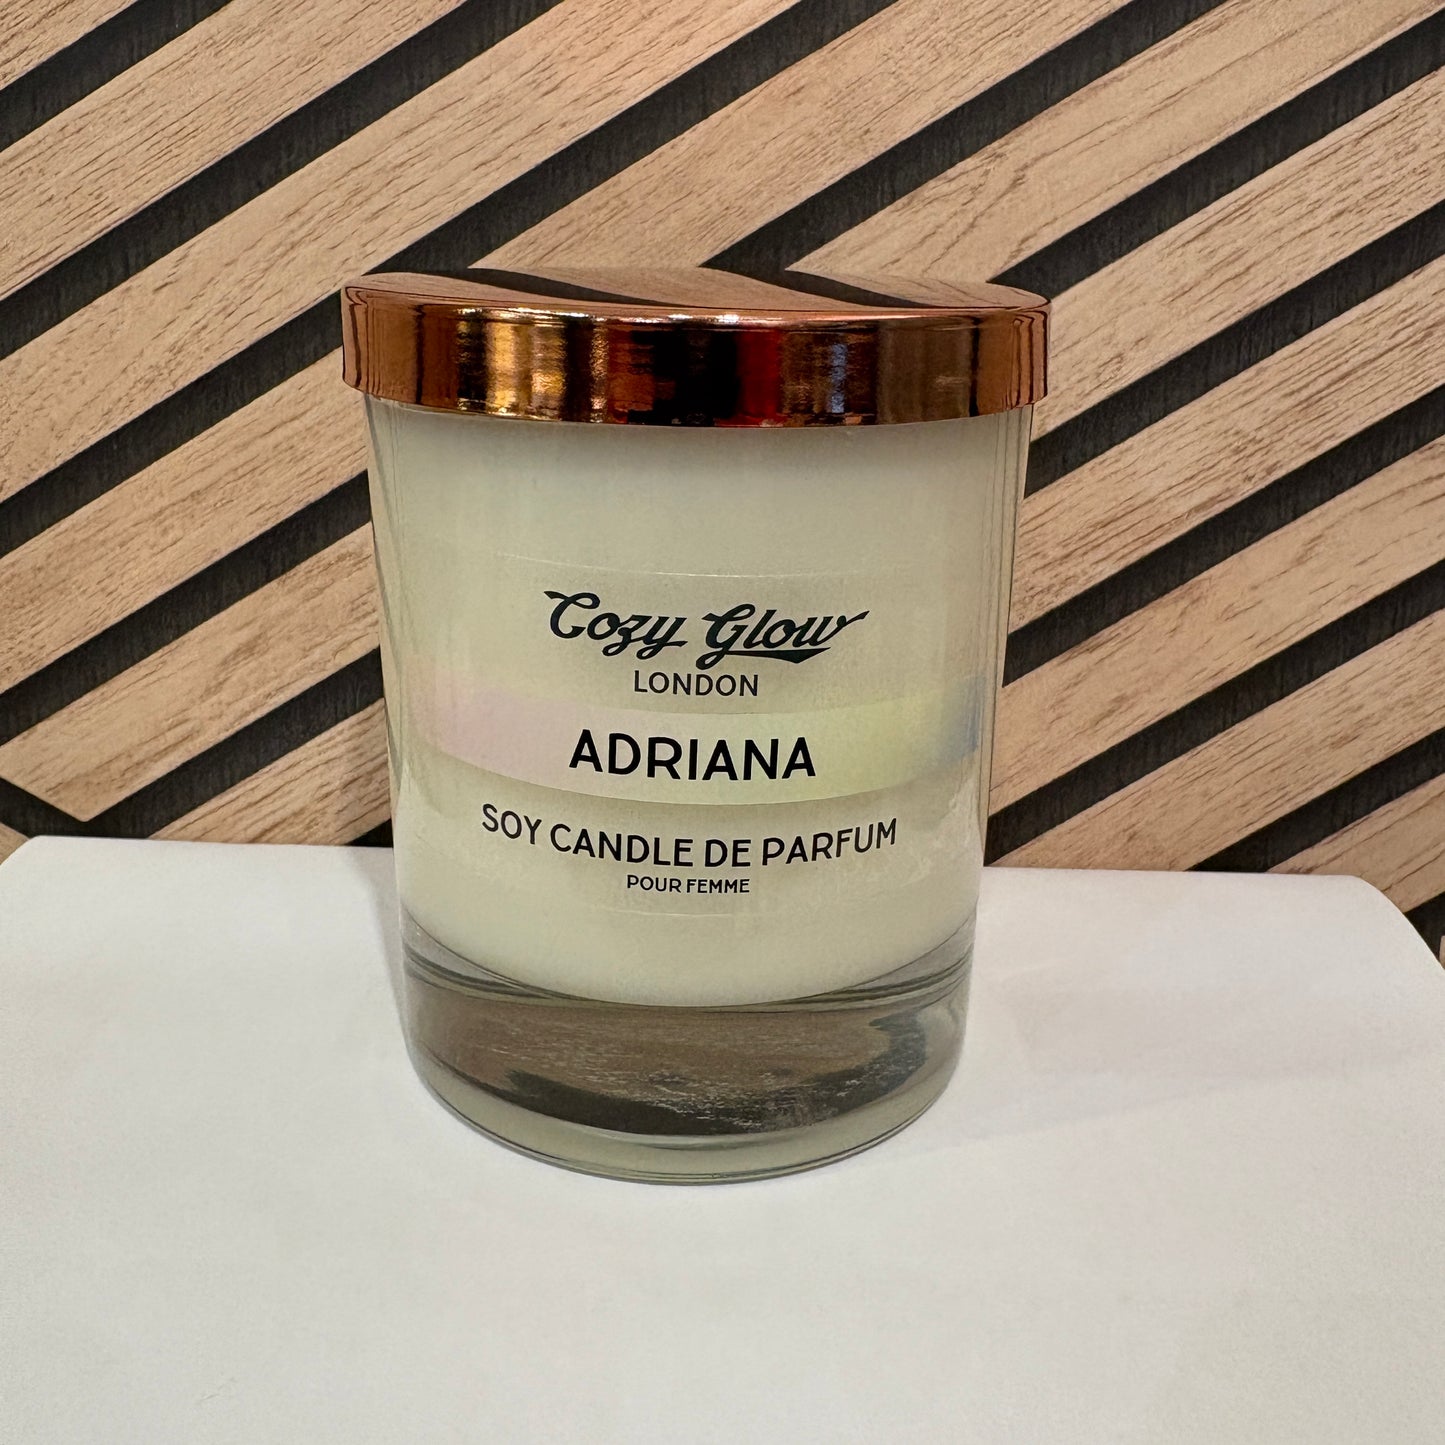 Cozy Glow
LONDON
ADRIANA
SOY CANDLE DE PARFUM
POUR FEMME